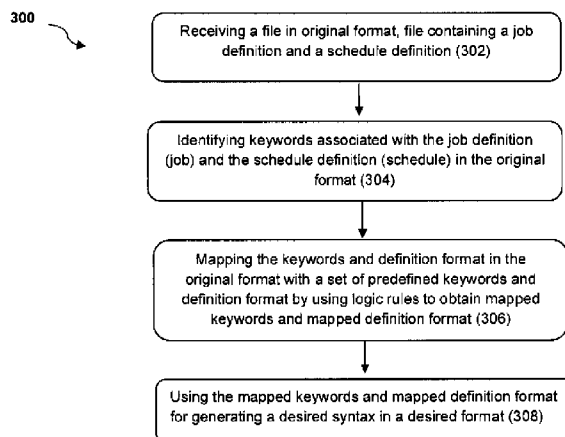 300
Receiving a file in original format, file containing a job
definition and a schedule definition (302)
Identifying keywords associated with the job definition
(job) and the schedule definition (schedule) in the original
format (304)
Mapping the keywords and definition format in the
original format with a set of predefined keywords and
definition format by using logic rules to obtain mapped
keywords and mapped definition format (306)
Using the mapped keywords and mapped definition format
for generating a desired syntax in a desired format (308)